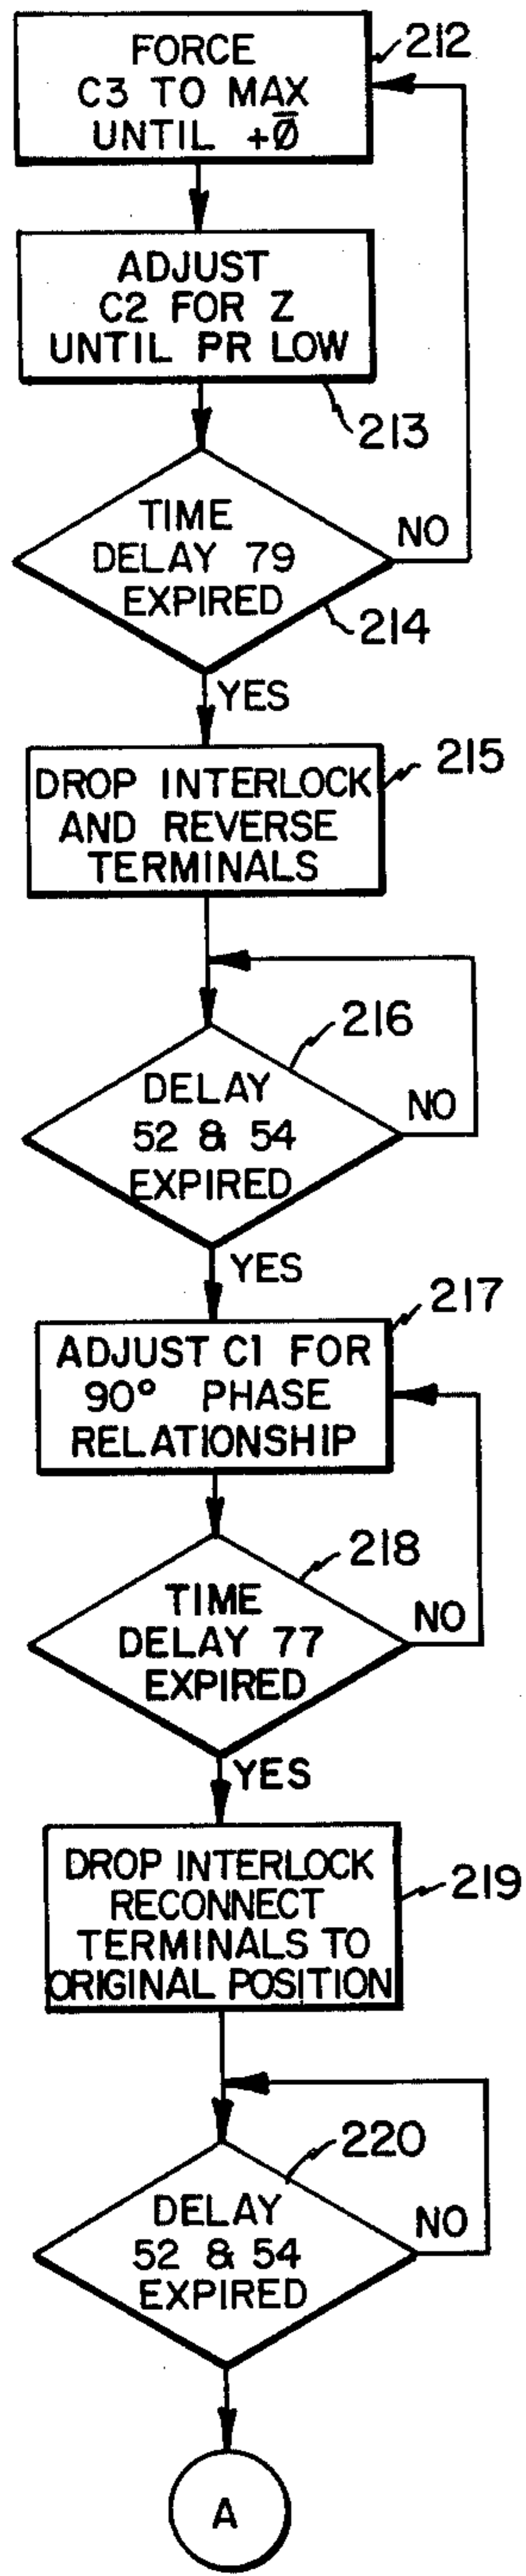 FORCE
C3 TO MAX
UNTIL +Ø̅
212
ADJUST
C2 FOR Z
UNTIL PR LOW
213
TIME
DELAY 79
EXPIRED
NO
214
YES
DROP INTERLOCK
AND REVERSE
TERMINALS
215
216
DELAY
52 & 54
EXPIRED
NO
YES
217
ADJUST C1 FOR
90° PHASE
RELATIONSHIP
218
TIME
DELAY 77
EXPIRED
NO
YES
DROP INTERLOCK
RECONNECT
TERMINALS TO
ORIGINAL POSITION
219
220
DELAY
52 & 54
EXPIRED
NO
A